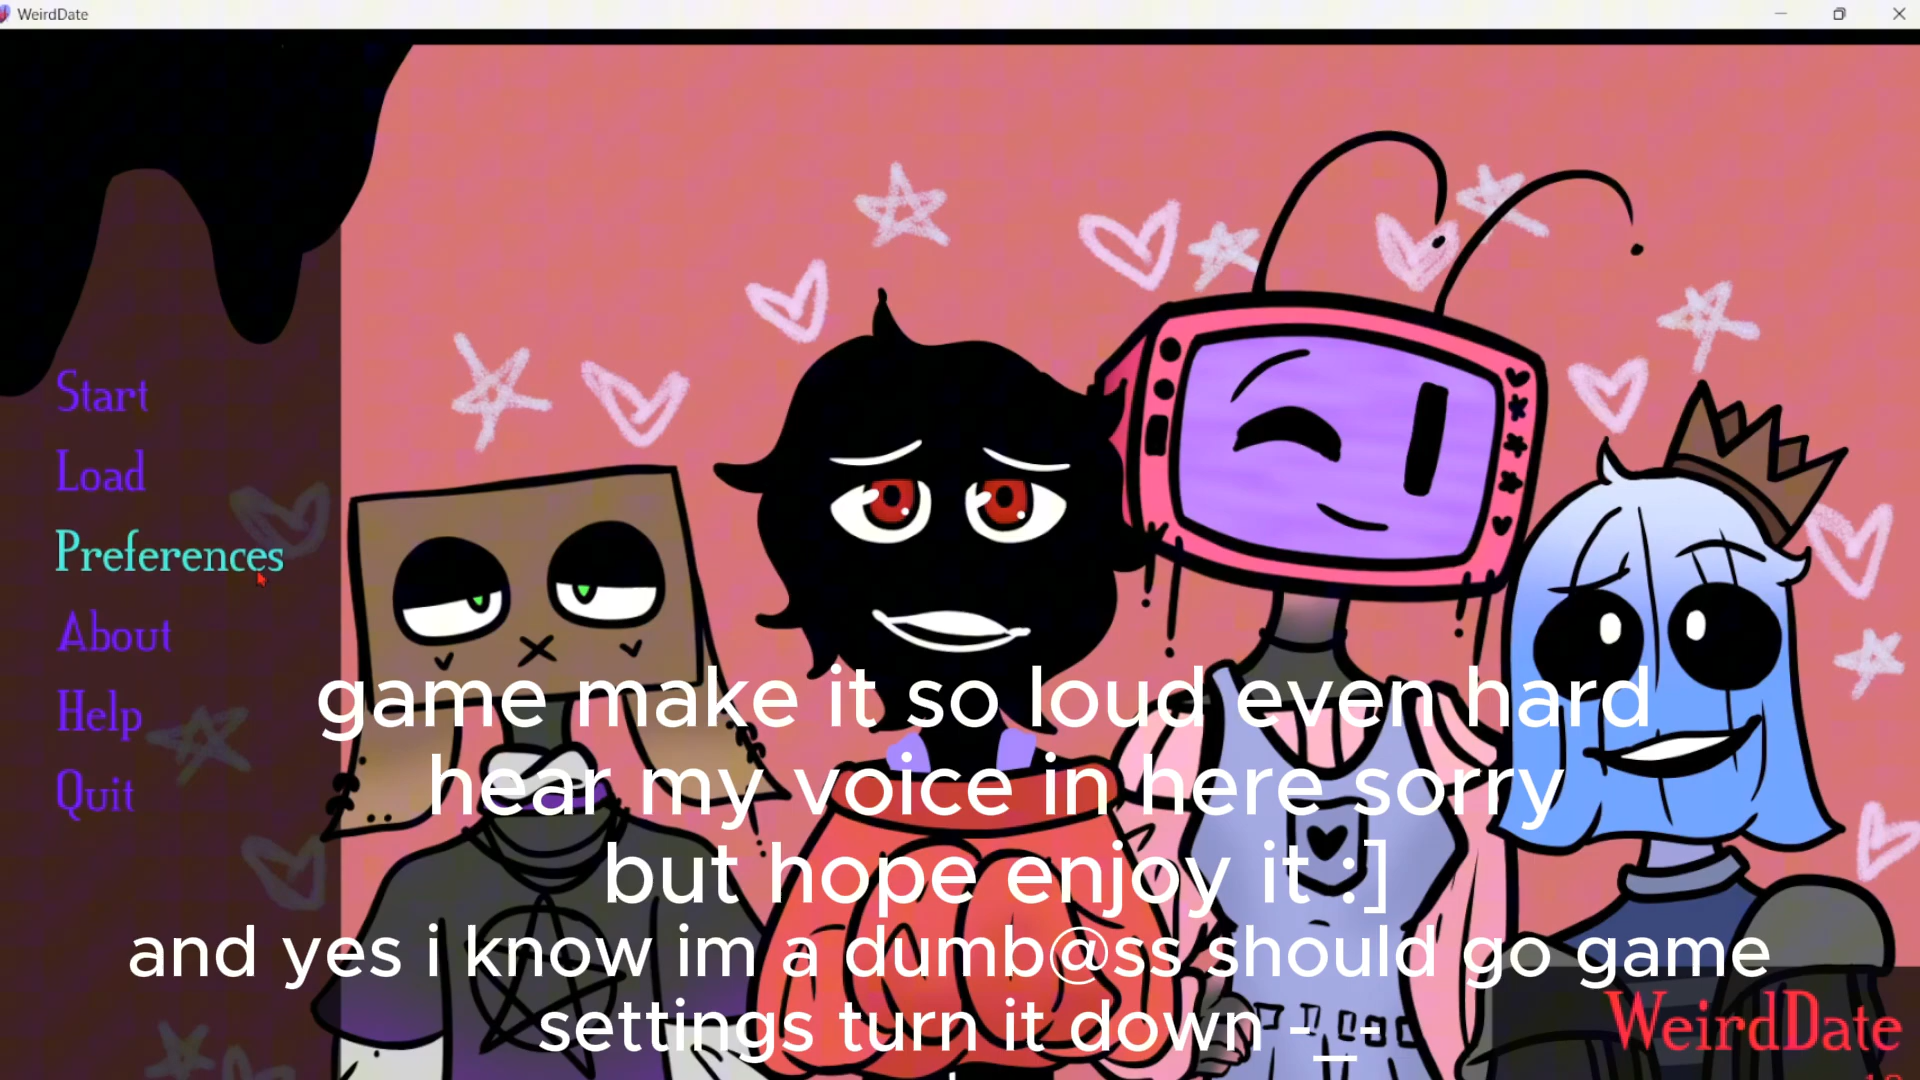 WeirdDate
Start
Load
Preferences
About
Help
Quit
game make it so loud even hard
hear my voice in here sorry
but hope enjoy it :]
and yes i know im a dumb@ss should go game
settings turn it down -_-
WeirdDate